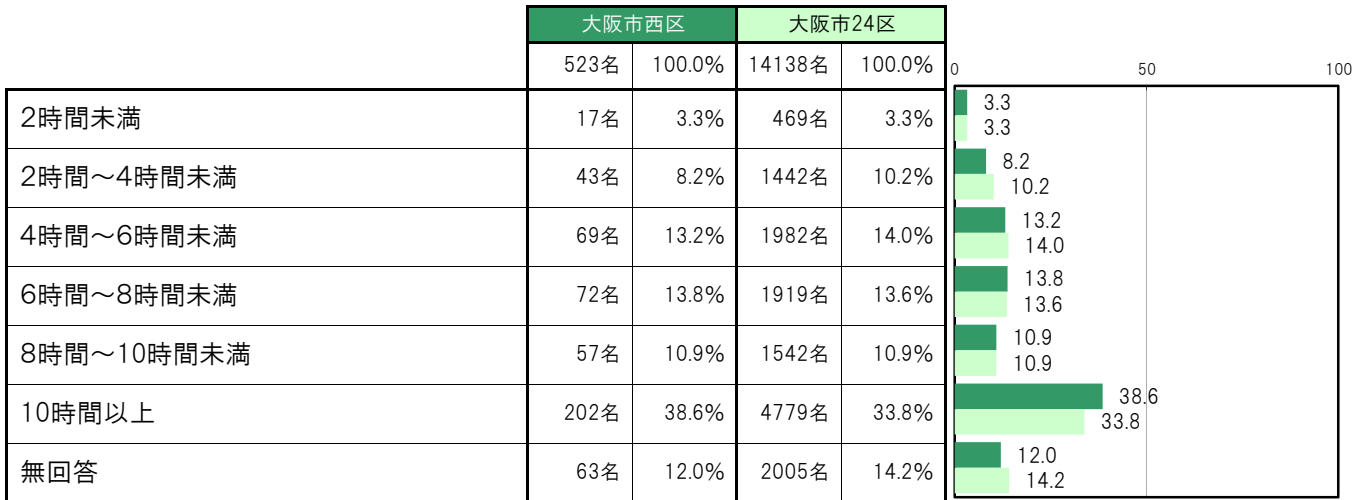 大阪市西区 大阪市24区
523名 100.0% 14138名 100.0% 0 50 100
2時間未満 17名 3.3% 469名 3.3% 3.3
3.3
2時間～4時間未満 43名 8.2% 1442名 10.2% 8.2
10.2
4時間～6時間未満 69名 13.2% 1982名 14.0% 13.2
14.0
6時間～8時間未満 72名 13.8% 1919名 13.6% 13.8
13.6
8時間～10時間未満 57名 10.9% 1542名 10.9% 10.9
10.9
10時間以上 202名 38.6% 4779名 33.8% 38.6
33.8
無回答 63名 12.0% 2005名 14.2% 12.0
14.2